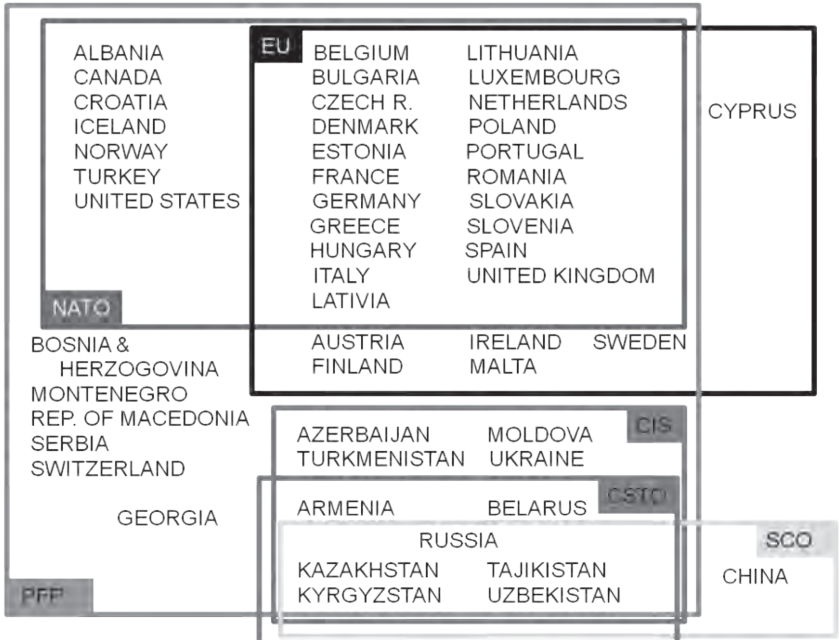 ALBANIA
CANADA
CROATIA
ICELAND
NORWAY
TURKEY
UNITED STATES
NATO
EU
BELGIUM LITHUANIA
BULGARIA LUXEMBOURG
CZECH R. NETHERLANDS
DENMARK POLAND
ESTONIA PORTUGAL
FRANCE ROMANIA
GERMANY SLOVAKIA
GREECE SLOVENIA
HUNGARY SPAIN
ITALY UNITED KINGDOM
LATIVIA
CYPRUS
AUSTRIA IRELAND SWEDEN
FINLAND MALTA
BOSNIA &
HERZOGOVINA
MONTENEGRO
REP. OF MACEDONIA
SERBIA
SWITZERLAND
GEORGIA
PFP
CIS
AZERBAIJAN MOLDOVA
TURKMENISTAN UKRAINE
CSTO
ARMENIA BELARUS
RUSSIA
SCO
KAZAKHSTAN TAJIKISTAN
KYRGYZSTAN UZBEKISTAN
CHINA